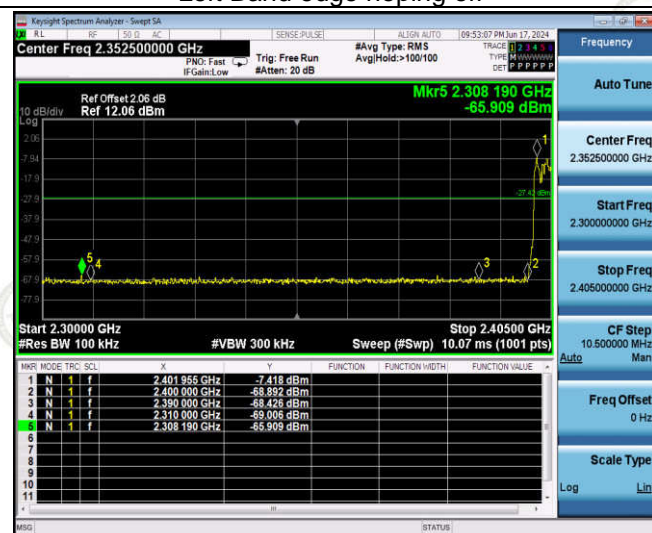 Left Band edge hoping off
Keysight Spectrum Analyzer - Swept SA
RL RF 50 Ω AC SENSE:PULSE ALIGN AUTO 09:53:07 PM Jun 17, 2024
Center Freq 2.352500000 GHz #Avg Type: RMS TRACE 1 2 3 4 5 6
PNO: Fast Trig: Free Run Avg|Hold:>100/100 TYPE M WWWWW
IFGain:Low #Atten: 20 dB DET P P P P P P
Ref Offset 2.06 dB Mkr5 2.308 190 GHz
10 dB/div Ref 12.06 dBm -65.909 dBm
Log
2.06
1
-7.94
-17.9
-27.42 dBm
-27.9
-37.9
-47.9
-57.9
5 4 3 2
-67.9
-77.9
Start 2.30000 GHz Stop 2.40500 GHz
#Res BW 100 kHz #VBW 300 kHz Sweep (#Swp) 10.07 ms (1001 pts)
MKR MODE TRC SCL X Y FUNCTION FUNCTION WIDTH FUNCTION VALUE
1 N 1 f 2.401 955 GHz -7.418 dBm
2 N 1 f 2.400 000 GHz -68.892 dBm
3 N 1 f 2.390 000 GHz -68.426 dBm
4 N 1 f 2.310 000 GHz -69.006 dBm
5 N 1 f 2.308 190 GHz -65.909 dBm
6
7
8
9
10
11
MSG STATUS
Frequency
Auto Tune
Center Freq
2.352500000 GHz
Start Freq
2.300000000 GHz
Stop Freq
2.405000000 GHz
CF Step
10.500000 MHz
Auto Man
Freq Offset
0 Hz
Scale Type
Log Lin